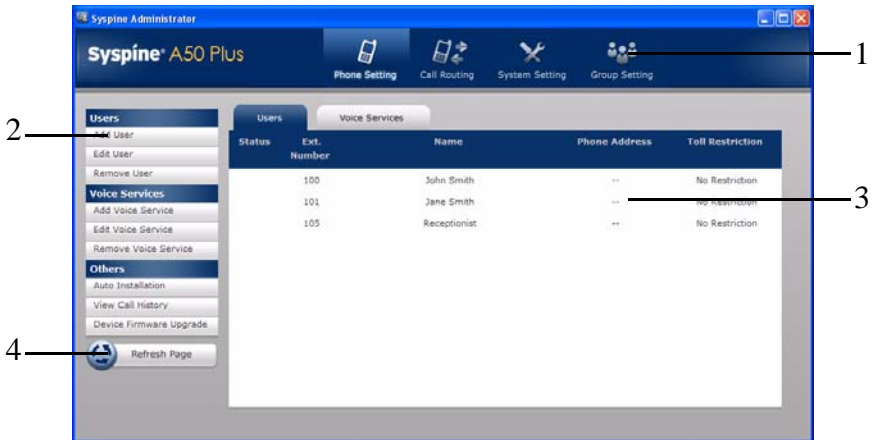 Syspine Administrator
Syspine A50 Plus
Phone Setting Call Routing System Setting Group Setting
1
Users
2
Add User
Edit User
Remove User
Voice Services
Add Voice Service
Edit Voice Service
Remove Voice Service
Others
Auto Installation
View Call History
Device Firmware Upgrade
4
Refresh Page
Users Voice Services
Status Ext. Number Name Phone Address Toll Restriction
100 John Smith -- No Restriction
101 Jane Smith -- No Restriction
3
105 Receptionist -- No Restriction